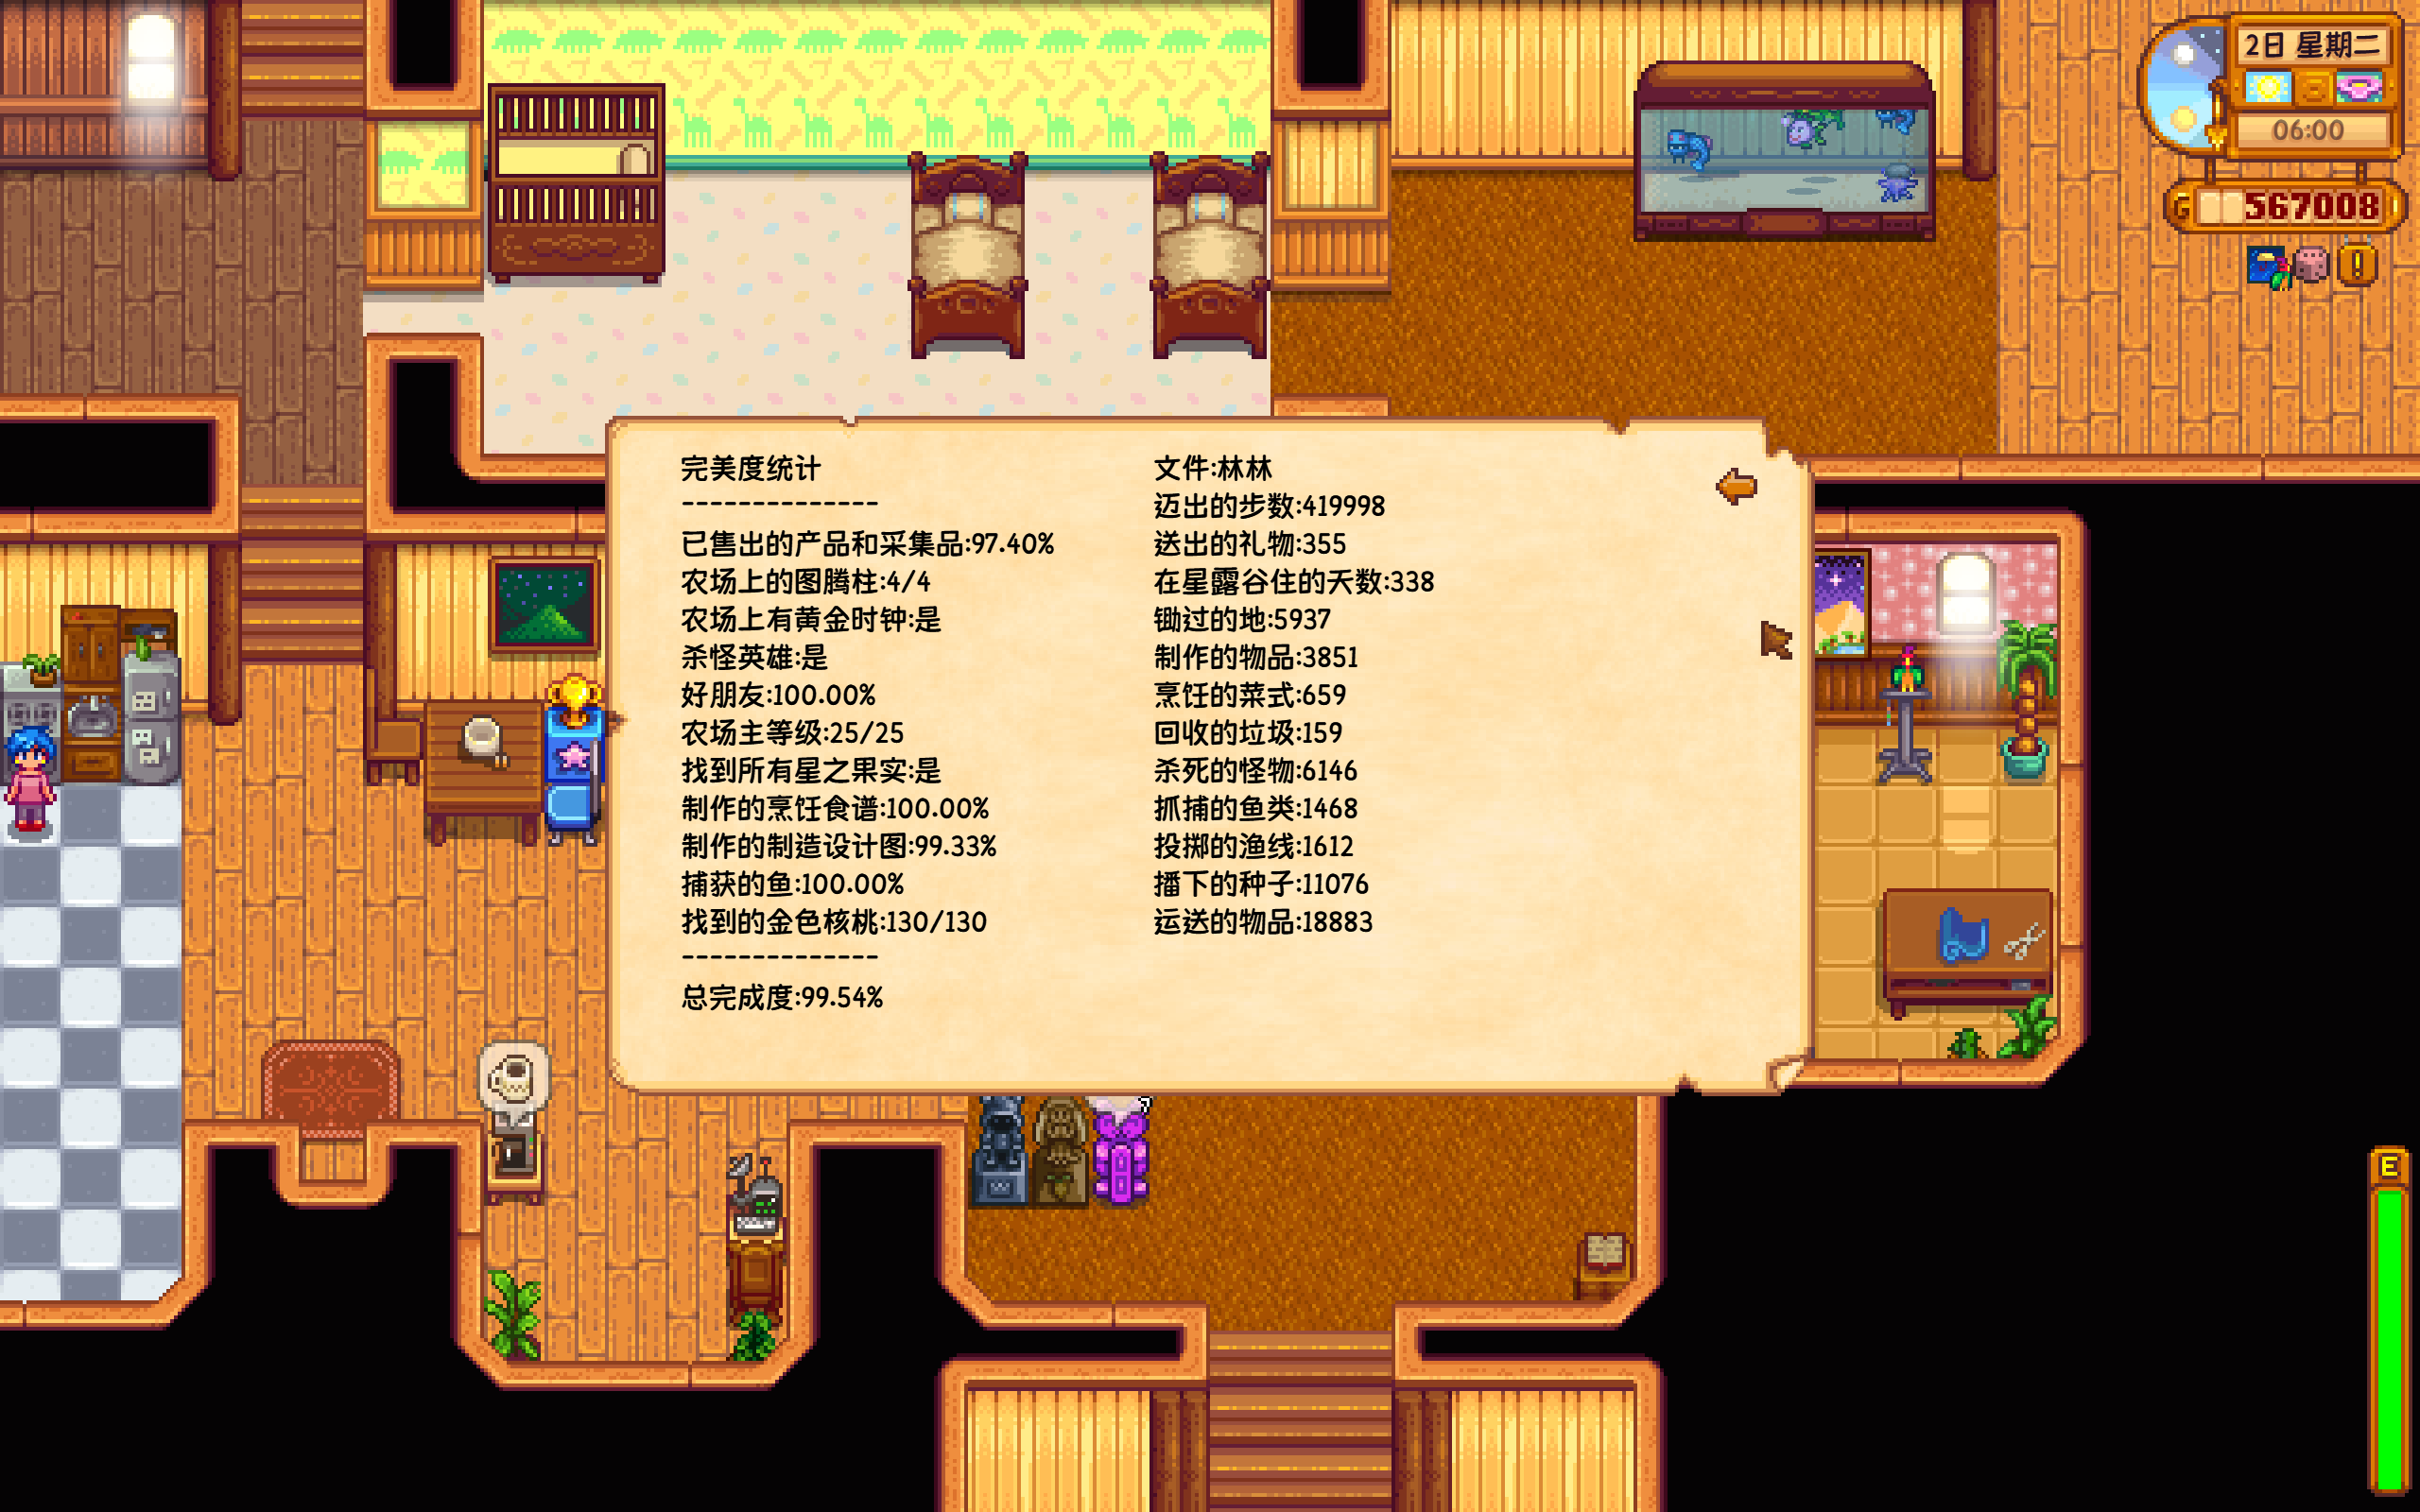 2日 星期二
06:00
G 567008
完美度统计
--------------
已售出的产品和采集品:97.40%
农场上的图腾柱:4/4
农场上有黄金时钟:是
杀怪英雄:是
好朋友:100.00%
农场主等级:25/25
找到所有星之果实:是
制作的烹饪食谱:100.00%
制作的制造设计图:99.33%
捕获的鱼:100.00%
找到的金色核桃:130/130
--------------
总完成度:99.54%
文件:林林
迈出的步数:419998
送出的礼物:355
在星露谷住的天数:338
锄过的地:5937
制作的物品:3851
烹饪的菜式:659
回收的垃圾:159
杀死的怪物:6146
抓捕的鱼类:1468
投掷的渔线:1612
播下的种子:11076
运送的物品:18883
E